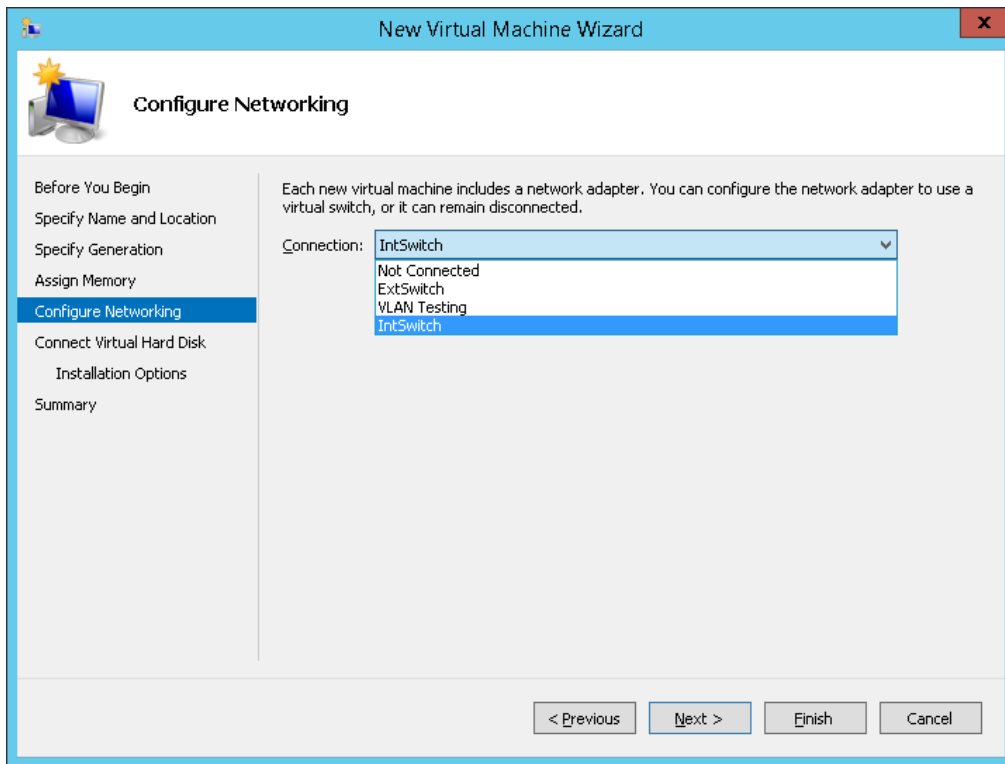 New Virtual Machine Wizard
x
Configure Networking
Before You Begin
Specify Name and Location
Specify Generation
Assign Memory
Configure Networking
Connect Virtual Hard Disk
Installation Options
Summary
Each new virtual machine includes a network adapter. You can configure the network adapter to use a
virtual switch, or it can remain disconnected.
Connection: IntSwitch
Not Connected
ExtSwitch
VLAN Testing
IntSwitch
< Previous Next > Finish Cancel